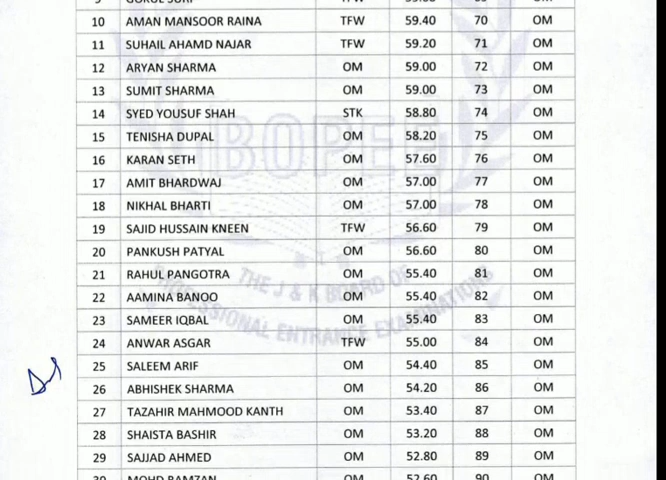 10 AMAN MANSOOR RAINA TFW 59.40 70 OM
11 SUHAIL AHAMD NAJAR TFW 59.20 71 OM
12 ARYAN SHARMA OM 59.00 72 OM
13 SUMIT SHARMA OM 59.00 73 OM
14 SYED YOUSUF SHAH STK 58.80 74 OM
15 TENISHA DUPAL OM 58.20 75 OM
16 KARAN SETH OM 57.60 76 OM
17 AMIT BHARDWAJ OM 57.00 77 OM
18 NIKHAL BHARTI OM 57.00 78 OM
19 SAJID HUSSAIN KNEEN TFW 56.60 79 OM
20 PANKUSH PATYAL OM 56.60 80 OM
21 RAHUL PANGOTRA OM 55.40 81 OM
22 AAMINA BANOO OM 55.40 82 OM
23 SAMEER IQBAL OM 55.40 83 OM
24 ANWAR ASGAR TFW 55.00 84 OM
25 SALEEM ARIF OM 54.40 85 OM
26 ABHISHEK SHARMA OM 54.20 86 OM
27 TAZAHIR MAHMOOD KANTH OM 53.40 87 OM
28 SHAISTA BASHIR OM 53.20 88 OM
29 SAJJAD AHMED OM 52.80 89 OM
30 MOHD RAMZAN OM 52.60 90 OM
BOPEE
THE J & K BOARD OF
PROFESSIONAL ENTRANCE EXAMINATIONS